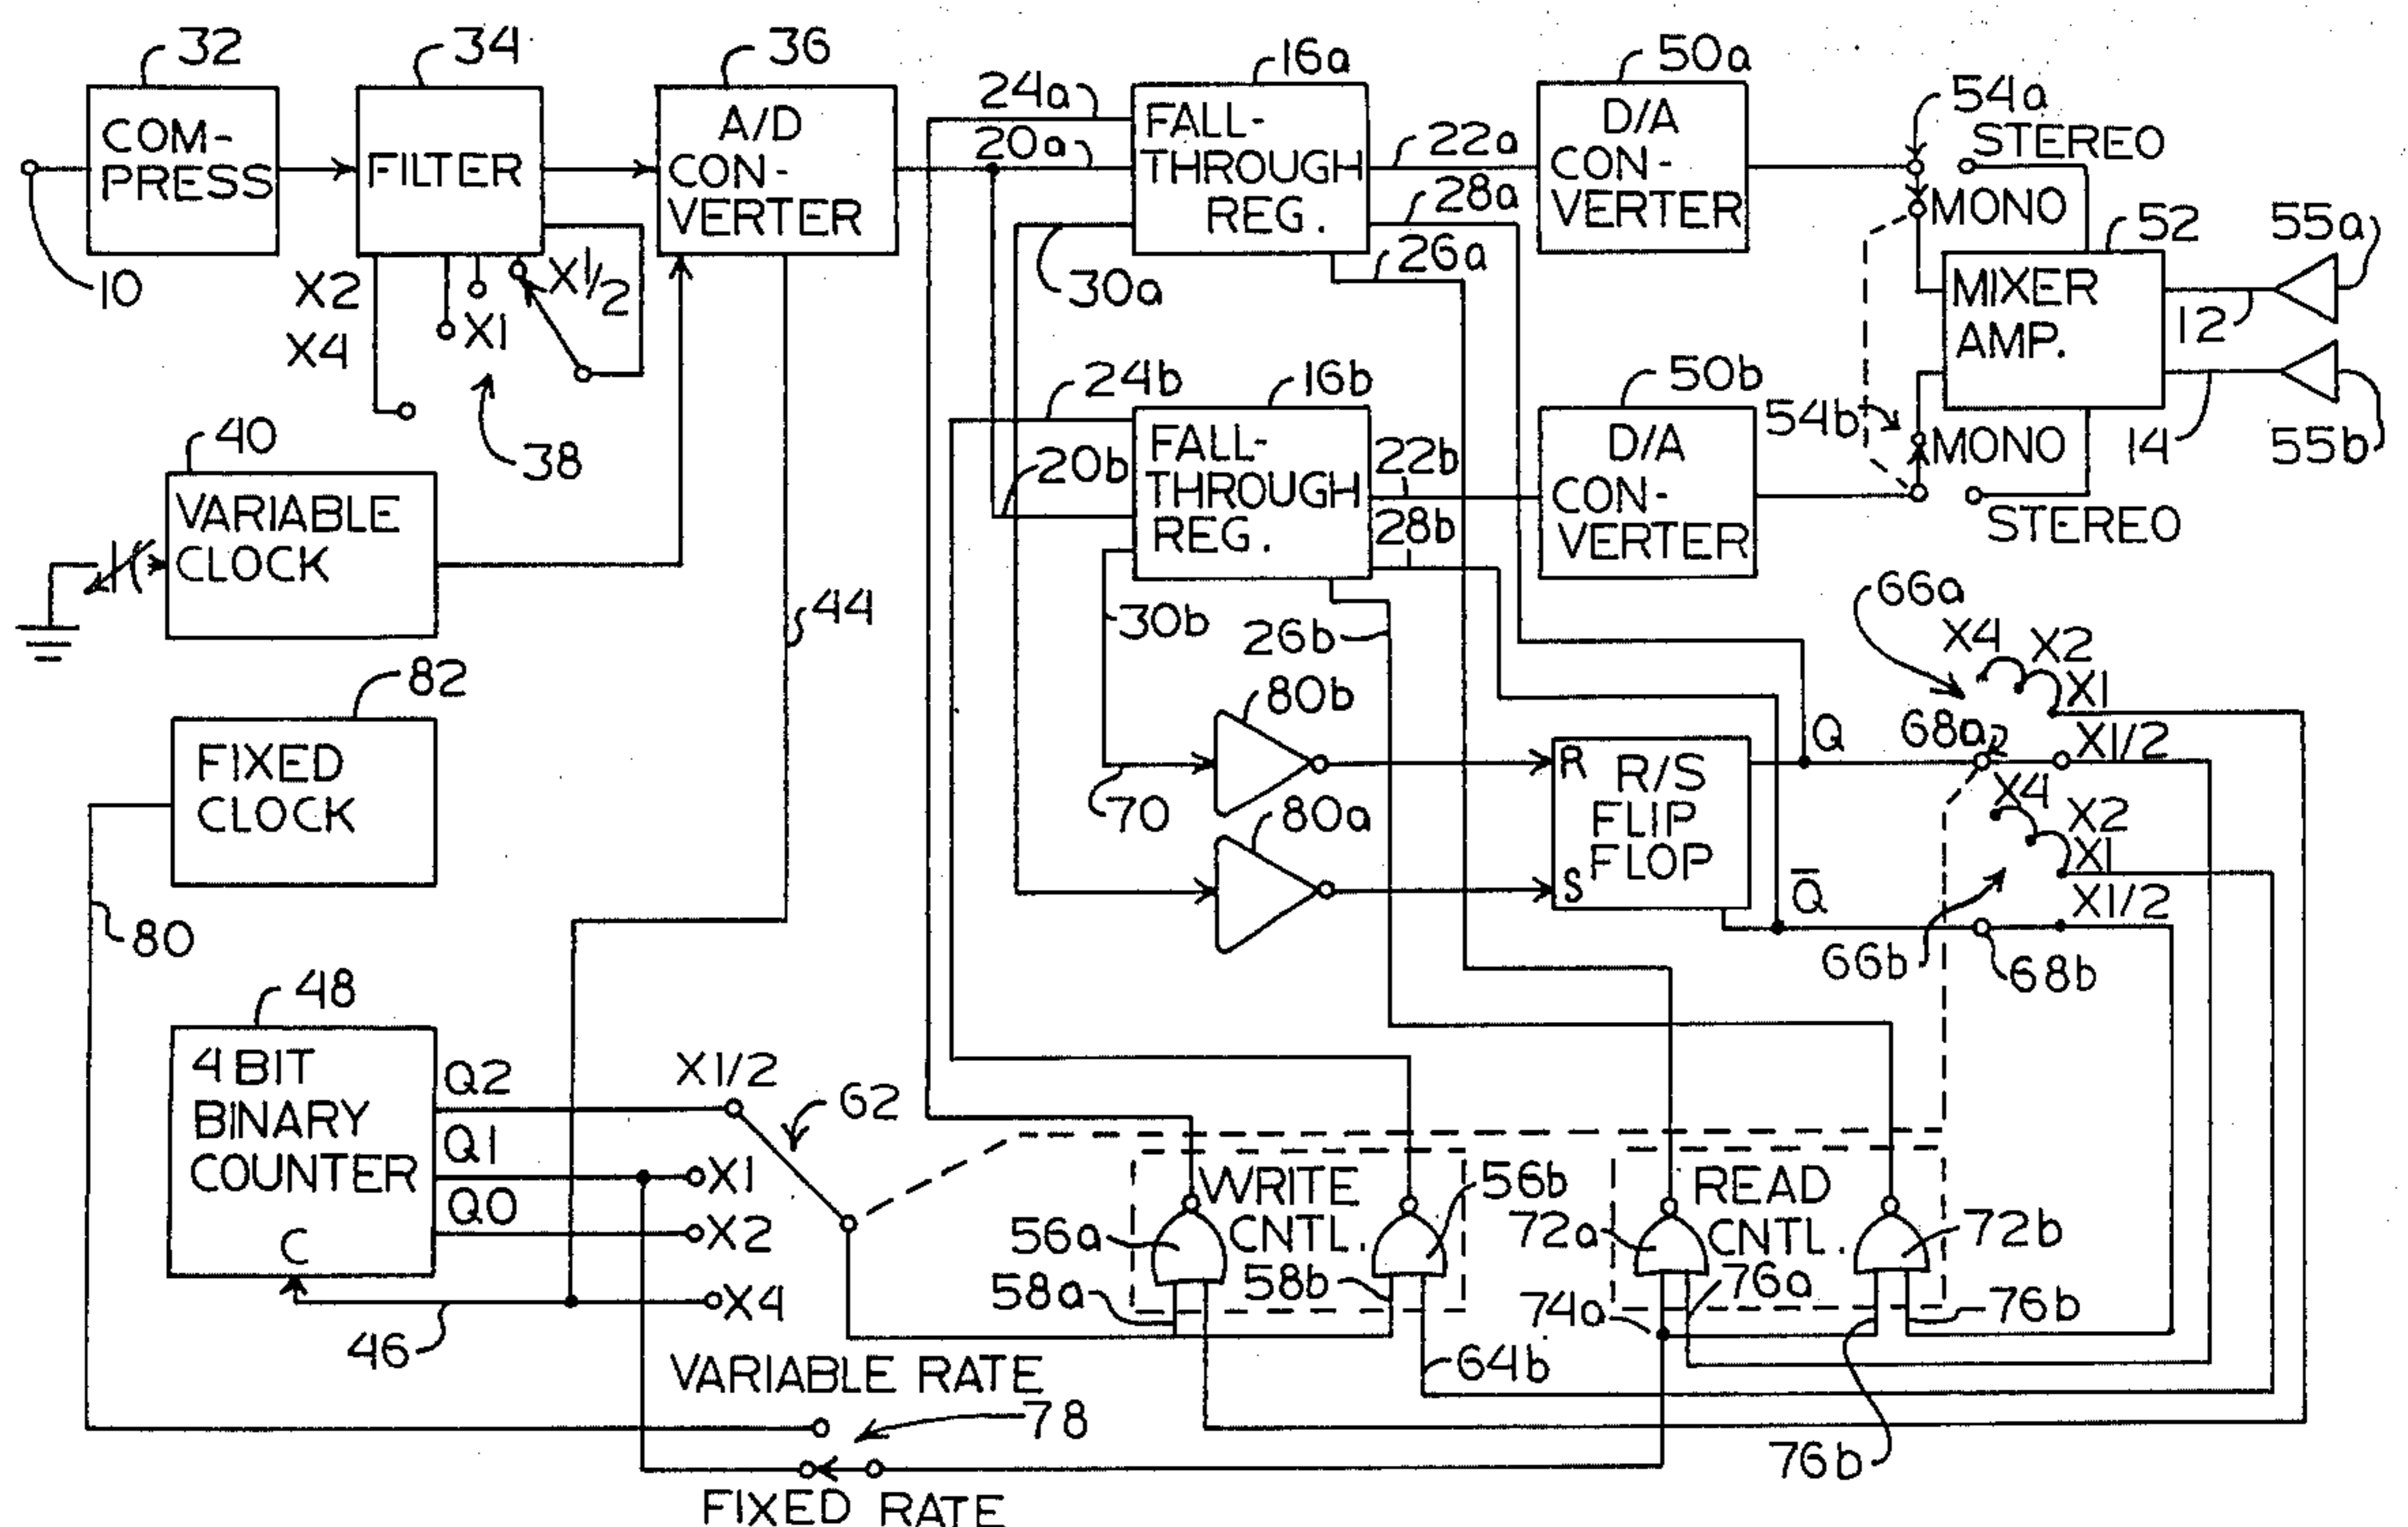 32
COM-
PRESS
10
34
FILTER
X2
X4
X1
X1/2
38
36
A/D
CON-
VERTER
24a
20a
16a
FALL-
THROUGH
REG.
30a
22a
28a
26a
50a
D/A
CON-
VERTER
54a
STEREO
MONO
52
MIXER
AMP.
55a
12
14
55b
40
VARIABLE
CLOCK
44
24b
20b
16b
FALL-
THROUGH
REG.
30b
22b
28b
26b
50b
D/A
CON-
VERTER
54b
MONO
STEREO
82
FIXED
CLOCK
80
80b
70
80a
R
R/S
FLIP
FLOP
S
Q
Q̅
66a
X4
X2
X1
X1/2
68a
X4
X2
X1
X1/2
66b
68b
48
4 BIT
BINARY
COUNTER
C
Q2
Q1
Q0
X1/2
62
X1
X2
X4
46
WRITE
CNTL.
56a
56b
58a
58b
64b
READ
CNTL.
72a
72b
74a
76a
76b
76b
VARIABLE RATE
78
FIXED RATE